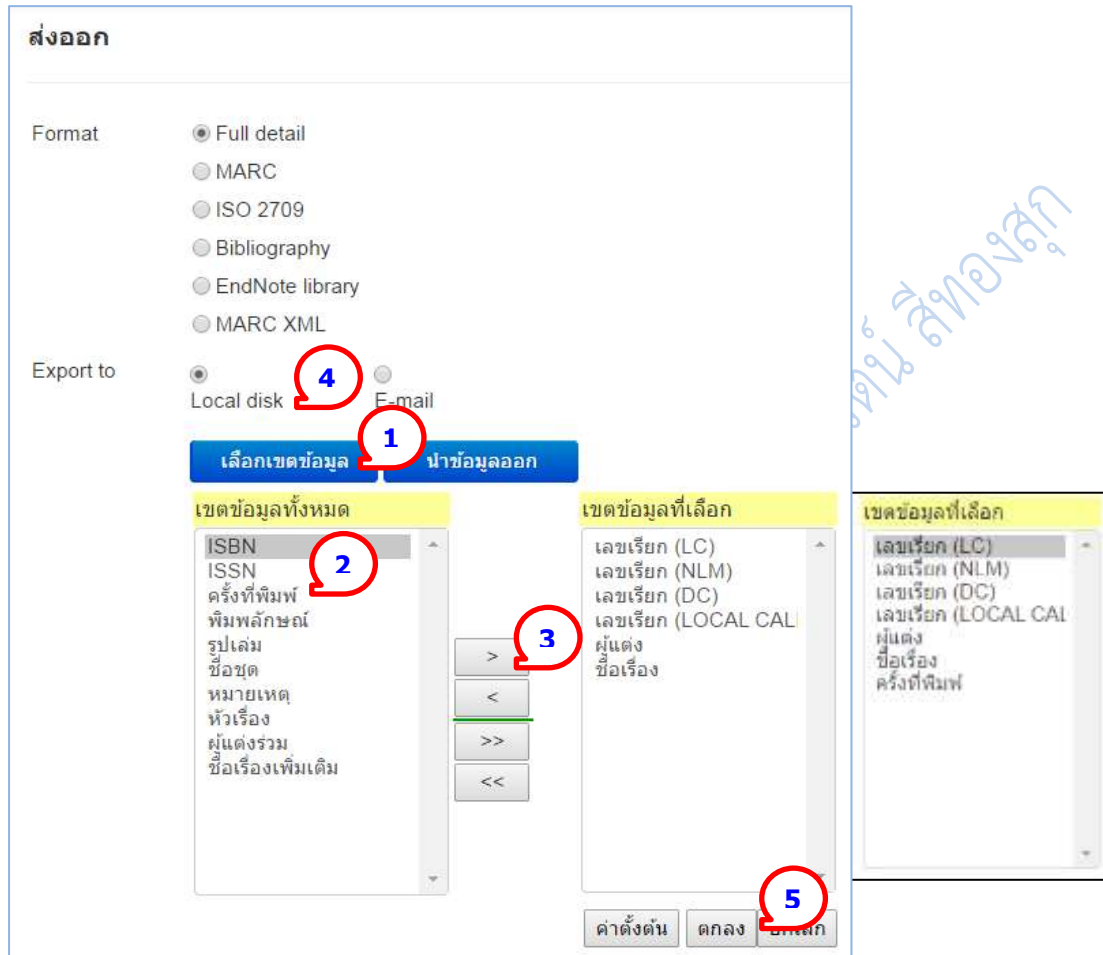 ส่งออก
Format
Full detail
MARC
ISO 2709
Bibliography
EndNote library
MARC XML
Export to
Local disk
E-mail
4
1
เลือกเขตข้อมูล
นำข้อมูลออก
เขตข้อมูลทั้งหมด
ISBN
ISSN
ครั้งที่พิมพ์
พิมพลักษณ์
รูปเล่ม
ชื่อชุด
หมายเหตุ
หัวเรื่อง
ผู้แต่งร่วม
ชื่อเรื่องเพิ่มเติม
2
3
>
<
>>
<<
เขตข้อมูลที่เลือก
เลขเรียก (LC)
เลขเรียก (NLM)
เลขเรียก (DC)
เลขเรียก (LOCAL CAL
ผู้แต่ง
ชื่อเรื่อง
เขตข้อมูลที่เลือก
เลขเรียก (LC)
เลขเรียก (NLM)
เลขเรียก (DC)
เลขเรียก (LOCAL CAL
ผู้แต่ง
ชื่อเรื่อง
ครั้งที่พิมพ์
5
ค่าตั้งต้น
ตกลง
สีทองสุก